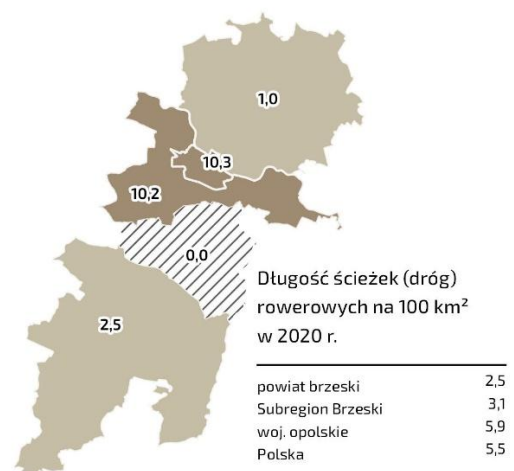 1,0
10,3
10,2
0,0
2,5
Długość ścieżek (dróg)
rowerowych na 100 km²
w 2020 r.
powiat brzeski 2,5
Subregion Brzeski 3,1
woj. opolskie 5,9
Polska 5,5